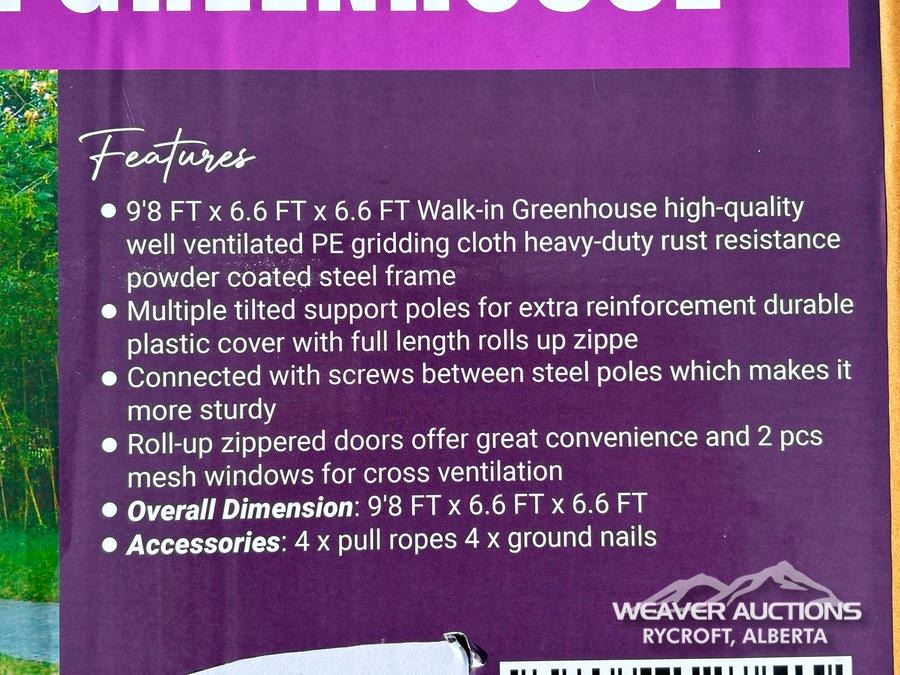 GREENHOUSE
Features
9'8 FT x 6.6 FT x 6.6 FT Walk-in Greenhouse high-quality
well ventilated PE gridding cloth heavy-duty rust resistance
powder coated steel frame
Multiple tilted support poles for extra reinforcement durable
plastic cover with full length rolls up zippe
Connected with screws between steel poles which makes it
more sturdy
Roll-up zippered doors offer great convenience and 2 pcs
mesh windows for cross ventilation
Overall Dimension: 9'8 FT x 6.6 FT x 6.6 FT
Accessories: 4 x pull ropes 4 x ground nails
WEAVER AUCTIONS
RYCROFT, ALBERTA